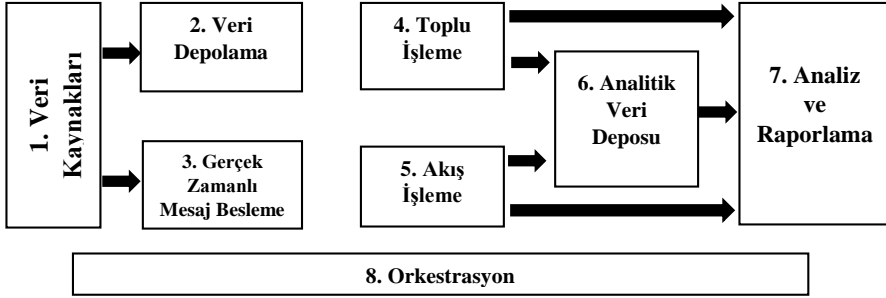 1. Veri
Kaynakları
2. Veri
Depolama
3. Gerçek
Zamanlı
Mesaj Besleme
4. Toplu
İşleme
5. Akış
İşleme
6. Analitik
Veri
Deposu
7. Analiz
ve
Raporlama
8. Orkestrasyon